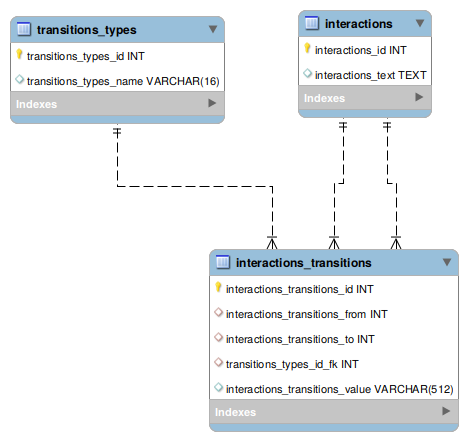 transitions_types
transitions_types_id INT
transitions_types_name VARCHAR(16)
Indexes
interactions
interactions_id INT
interactions_text TEXT
Indexes
interactions_transitions
interactions_transitions_id INT
interactions_transitions_from INT
interactions_transitions_to INT
transitions_types_id_fk INT
interactions_transitions_value VARCHAR(512)
Indexes